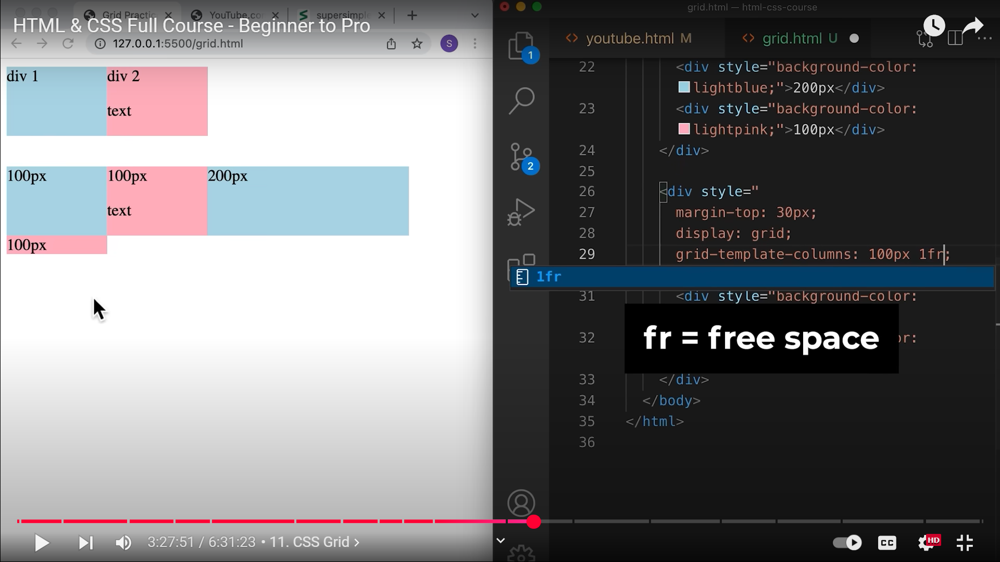 Grid Practic
YouTube.co
supersimple
HTML & CSS Full Course - Beginner to Pro
127.0.0.1:5500/grid.html
S
div 1
div 2
text
100px
100px
200px
text
100px
grid.html — html-css-course
youtube.html M
grid.html U
1
2
22 <div style="background-color:
lightblue;">200px</div>
23 <div style="background-color:
lightpink;">100px</div>
24 </div>
25
26 <div style="
27 margin-top: 30px;
28 display: grid;
29 grid-template-columns: 100px 1fr;
1fr
31 <div style="background-color:
fr = free space
32 or:
33 </div>
34 </body>
35 </html>
36
3:27:51 / 6:31:23 • 11. CSS Grid
CC
HD